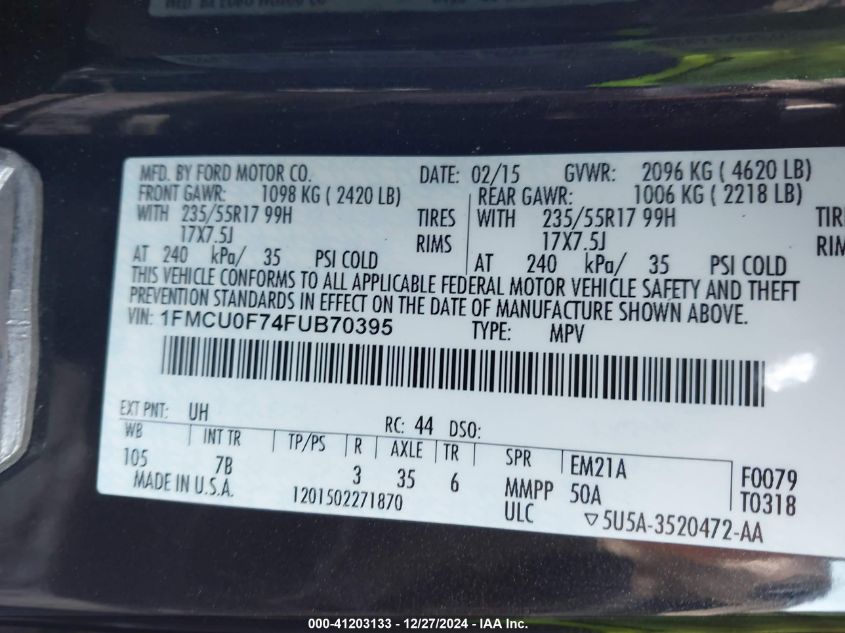 MFD. BY FORD MOTOR CO. DATE: 02/15 GVWR: 2096 KG ( 4620 LB)
FRONT GAWR: 1098 KG ( 2420 LB) REAR GAWR: 1006 KG ( 2218 LB)
WITH 235/55R17 99H TIRES WITH 235/55R17 99H
17X7.5J RIMS 17X7.5J
AT 240 kPa/ 35 PSI COLD AT 240 kPa/ 35 PSI COLD
THIS VEHICLE CONFORMS TO ALL APPLICABLE FEDERAL MOTOR VEHICLE SAFETY AND THEFT
PREVENTION STANDARDS IN EFFECT ON THE DATE OF MANUFACTURE SHOWN ABOVE.
VIN: 1FMCU0F74FUB70395 TYPE: MPV
EXT PNT: UH RC: 44 DSO:
WB INT TR TP/PS R AXLE TR SPR EM21A F0079
105 7B 3 35 6 MMPP 50A T0318
MADE IN U.S.A. 1201502271870 ULC ▽5U5A-3520472-AA
000-41203133 - 12/27/2024 - IAA Inc.